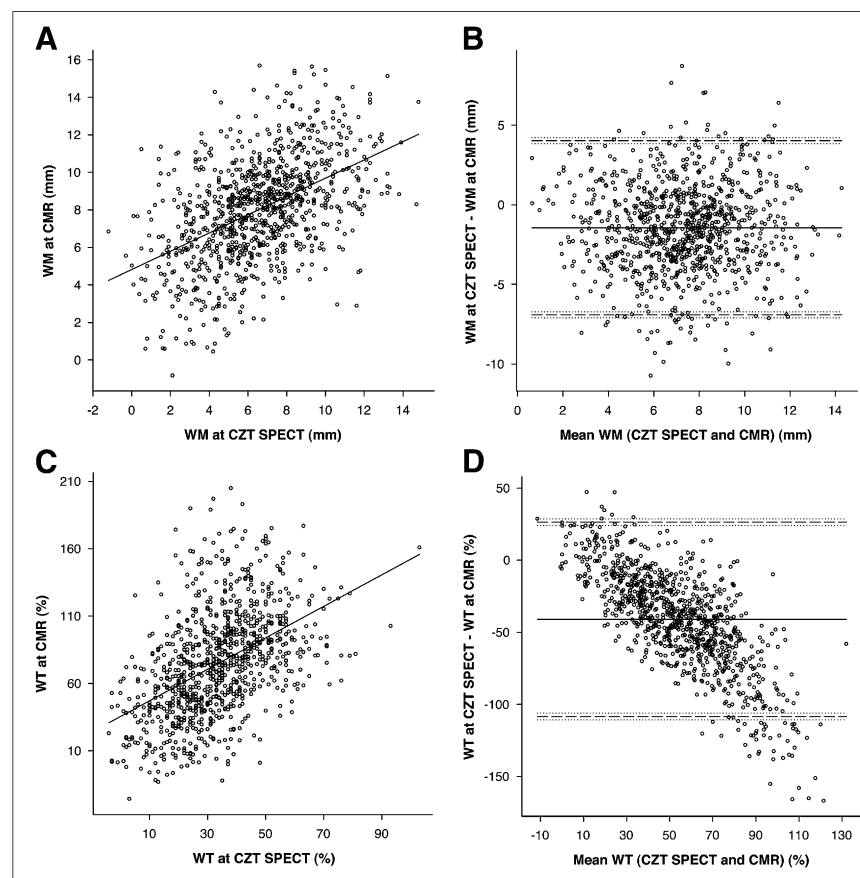 A
16
14
12
10
8
6
4
2
0
WM at CMR (mm)
-2 0 2 4 6 8 10 12 14
WM at CZT SPECT (mm)
B
5
0
-5
-10
WM at CZT SPECT - WM at CMR (mm)
0 2 4 6 8 10 12 14
Mean WM (CZT SPECT and CMR) (mm)
C
210
160
110
60
10
WT at CMR (%)
10 30 50 70 90
WT at CZT SPECT (%)
D
50
0
-50
-100
-150
WT at CZT SPECT - WT at CMR (%)
-10 10 30 50 70 90 110 130
Mean WT (CZT SPECT and CMR) (%)